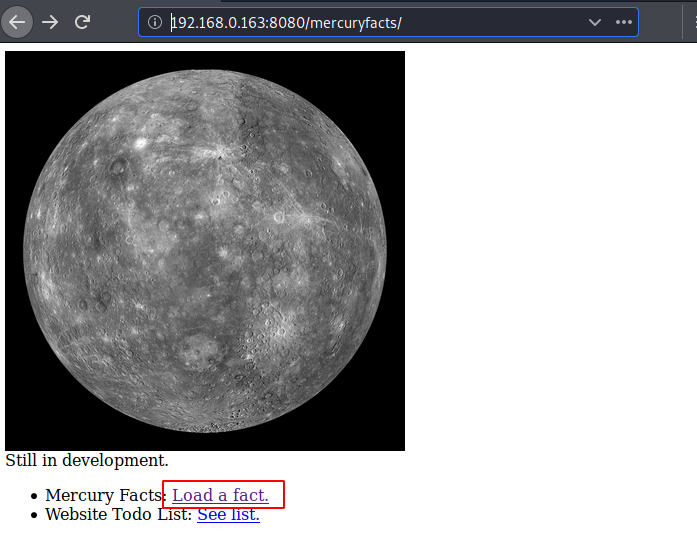 192.168.0.163:8080/mercuryfacts/
Still in development.
Mercury Facts: Load a fact.
Website Todo List: See list.